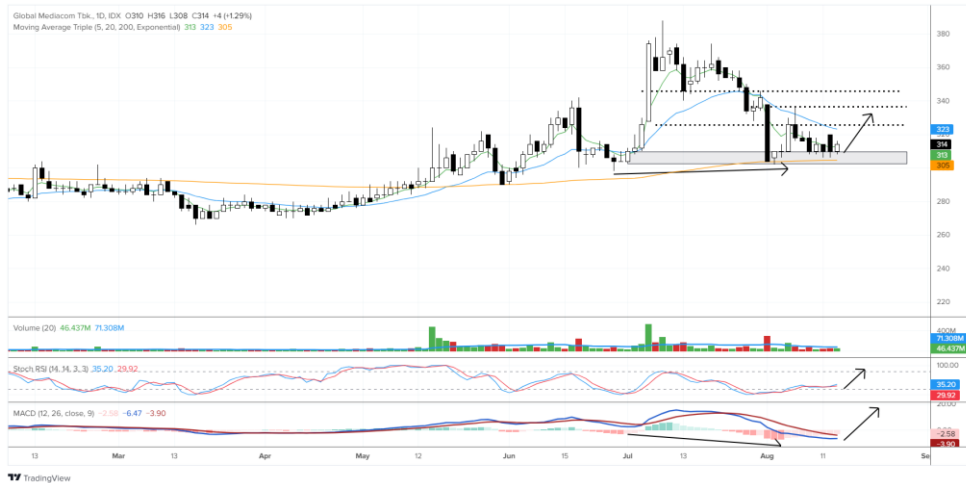 Global Mediacom Tbk., 1D, IDX O310 H316 L308 C314 +4 (+1.29%)
Moving Average Triple (5, 20, 200, Exponential) 313 323 305
380
360
340
323
314
313
305
280
260
240
220
Volume (20) 46.437M 71.308M
400M
71.308M
46.437M
Stoch RSI (14, 14, 3, 3) 35.20 29.92
100.00
35.20
29.92
MACD (12, 26, close, 9) -2.58 -6.47 -3.90
20.00
-2.58
-3.90
13 Mar 17 Apr 10 May 12 Jun 15 Jul 13 Aug 11 Se
TradingView